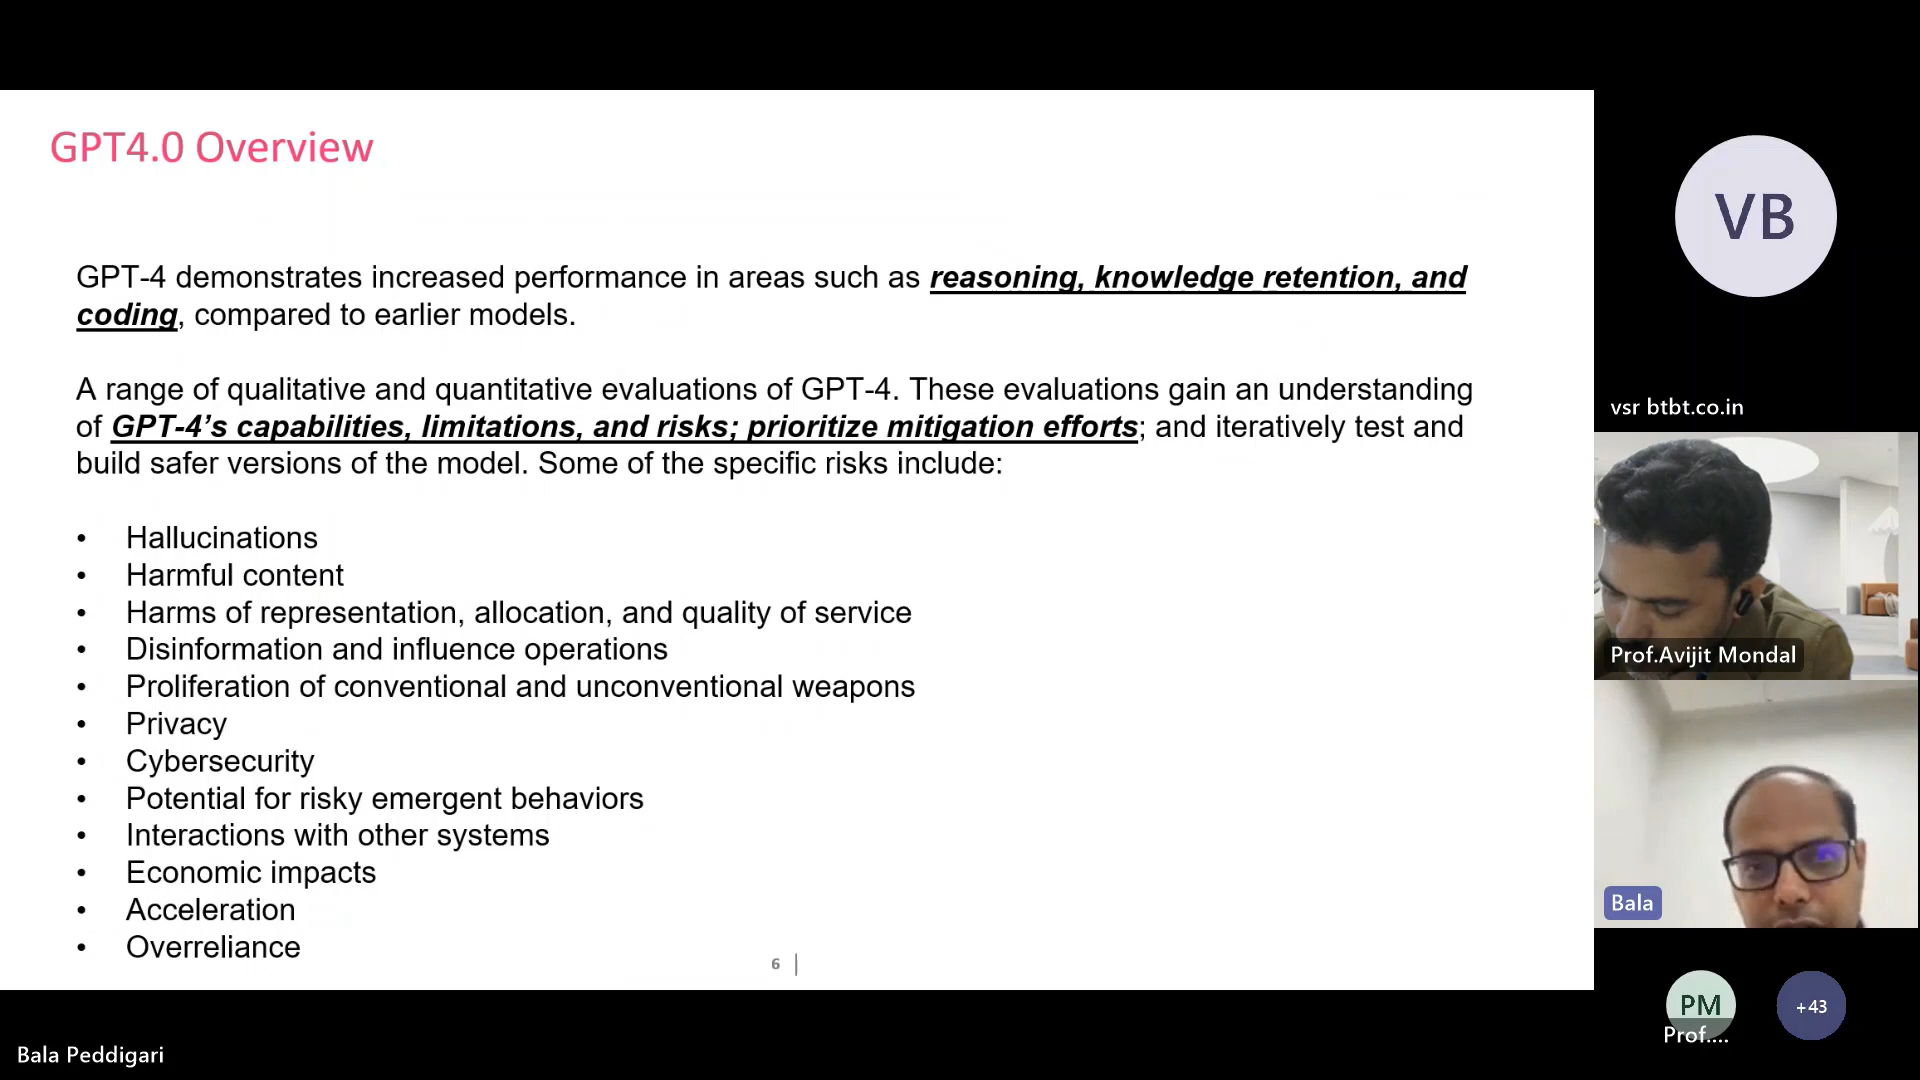 GPT4.0 Overview
GPT-4 demonstrates increased performance in areas such as reasoning, knowledge retention, and
coding, compared to earlier models.
A range of qualitative and quantitative evaluations of GPT-4. These evaluations gain an understanding
of GPT-4’s capabilities, limitations, and risks; prioritize mitigation efforts; and iteratively test and
build safer versions of the model. Some of the specific risks include:
• Hallucinations
• Harmful content
• Harms of representation, allocation, and quality of service
• Disinformation and influence operations
• Proliferation of conventional and unconventional weapons
• Privacy
• Cybersecurity
• Potential for risky emergent behaviors
• Interactions with other systems
• Economic impacts
• Acceleration
• Overreliance
6 |
VB
vsr btbt.co.in
Prof.Avijit Mondal
Bala
PM
+43
Prof....
Bala Peddigari